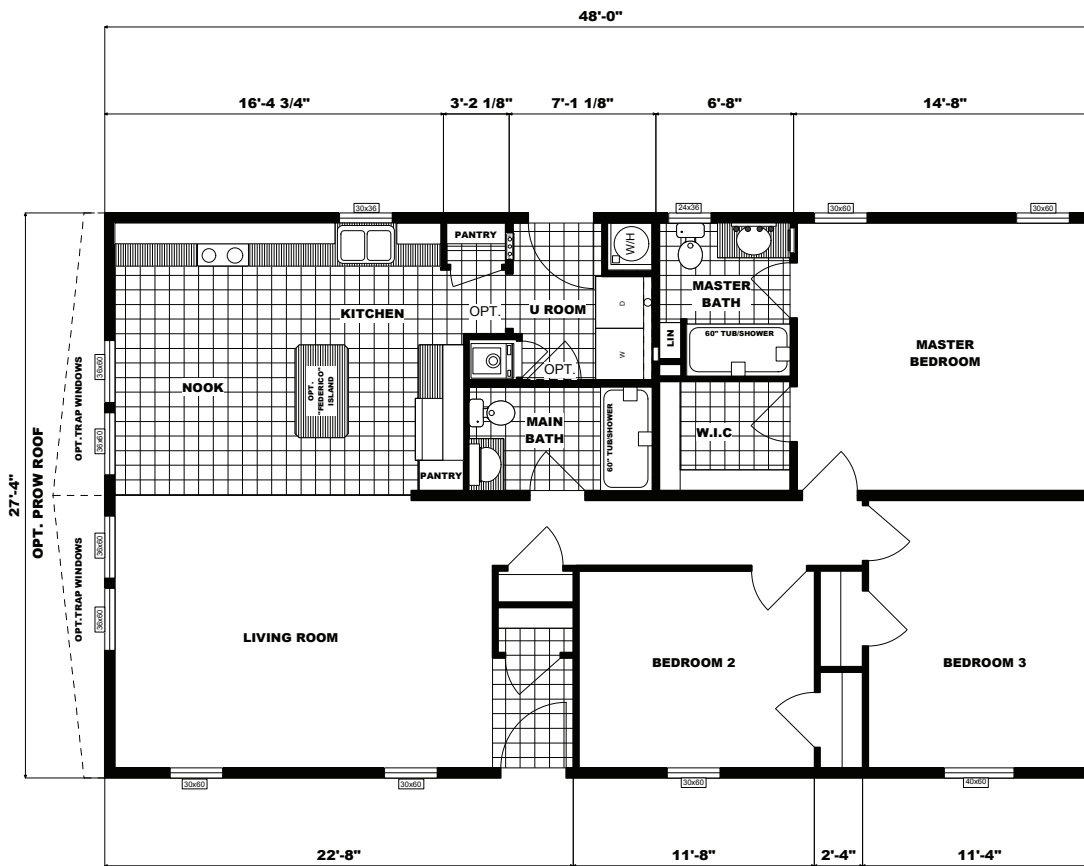 48'-0"
16'-4 3/4"
3'-2 1/8"
7'-1 1/8"
6'-8"
14'-8"
30x36
24x36
30x60
30x60
PANTRY
W/H
MASTER
BATH
KITCHEN
OPT.
U ROOM
D
W
LIN
60" TUB/SHOWER
MASTER
BEDROOM
OPT.TRAP WINDOWS
36x60
36x60
NOOK
OPT.
"FEDERICO"
ISLAND
OPT.
MAIN
BATH
60" TUB/SHOWER
W.I.C
PANTRY
27'-4"
OPT. PROW ROOF
OPT.TRAP WINDOWS
36x60
36x60
LIVING ROOM
BEDROOM 2
BEDROOM 3
30x60
30x60
30x60
40x60
22'-8"
11'-8"
2'-4"
11'-4"